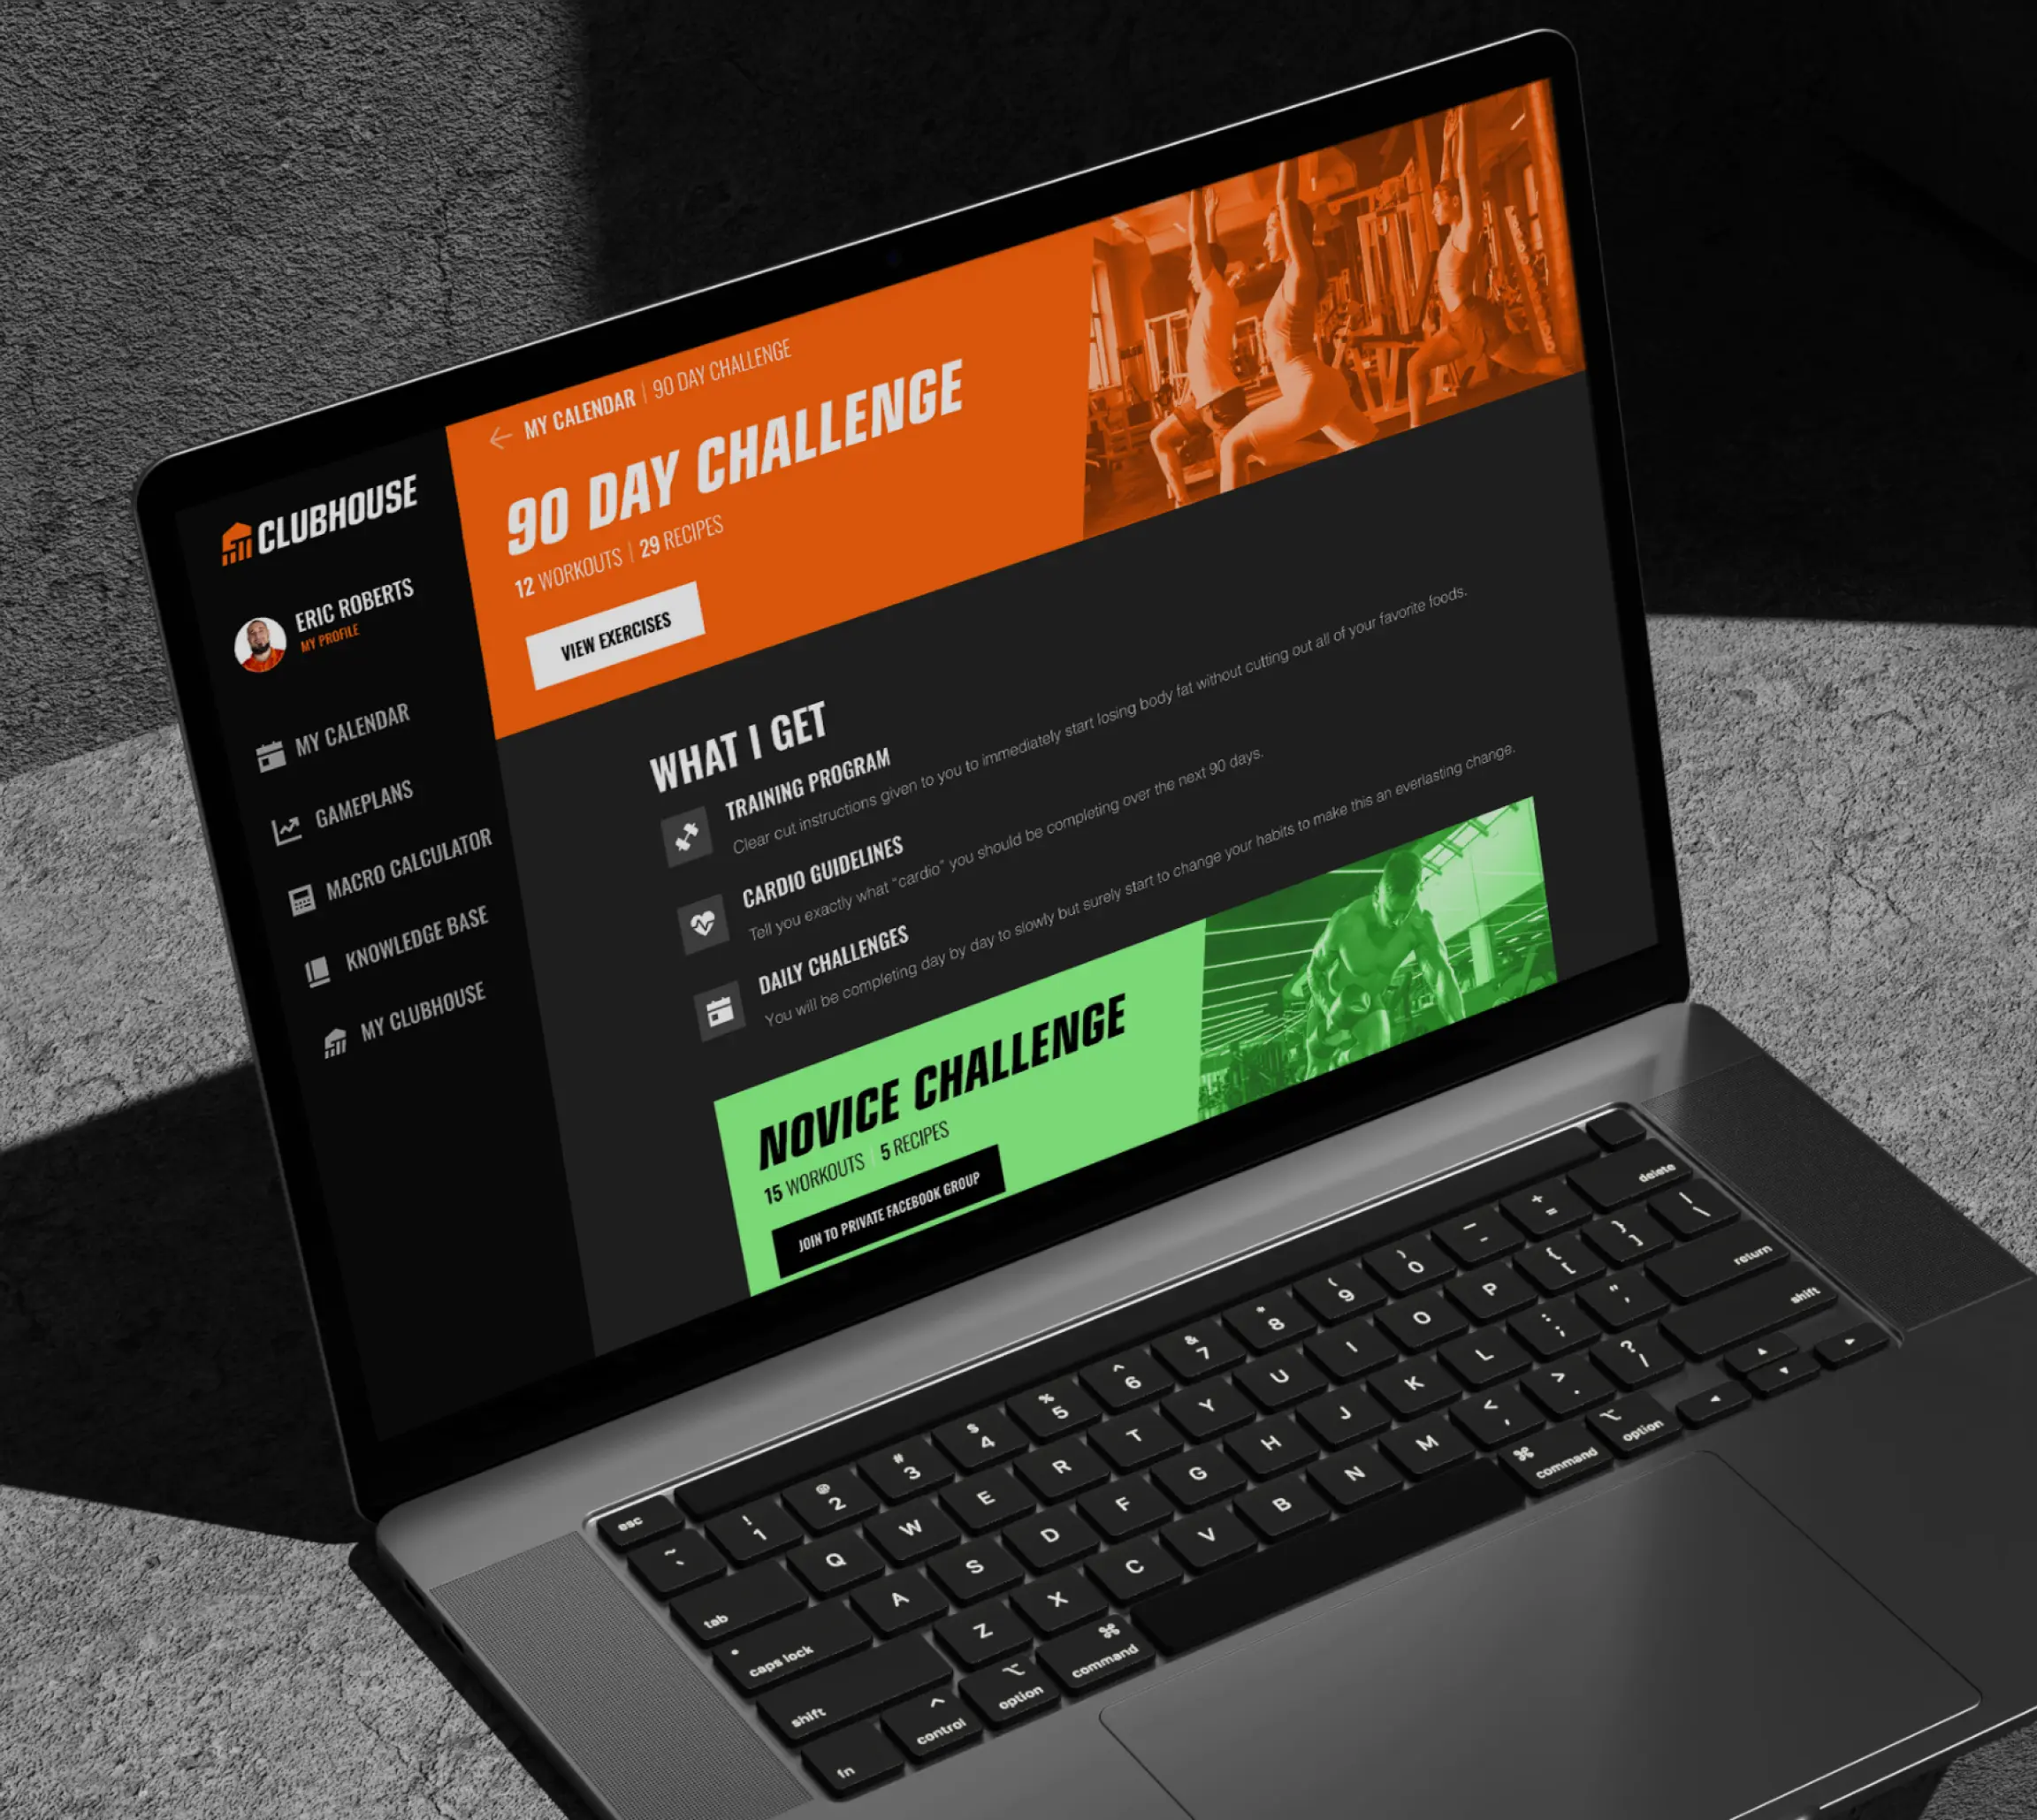 CLUBHOUSE
ERIC ROBERTS
MY PROFILE
MY CALENDAR
GAMEPLANS
MACRO CALCULATOR
KNOWLEDGE BASE
MY CLUBHOUSE
← MY CALENDAR | 90 DAY CHALLENGE
90 DAY CHALLENGE
12 WORKOUTS | 29 RECIPES
VIEW EXERCISES
WHAT I GET
TRAINING PROGRAM
Clear cut instructions given to you to immediately start losing body fat without cutting out all of your favorite foods.
CARDIO GUIDELINES
Tell you exactly what “cardio” you should be completing over the next 90 days.
DAILY CHALLENGES
You will be completing day by day to slowly but surely start to change your habits to make this an everlasting change.
NOVICE CHALLENGE
15 WORKOUTS | 5 RECIPES
JOIN TO PRIVATE FACEBOOK GROUP
esc
~ ` ! 1 @ 2 # 3 $ 4 % 5 ^ 6 & 7 * 8 ( 9 ) 0 _ - + = delete
tab Q W E R T Y U I O P { [ } ] | \
caps lock A S D F G H J K L : ; " ' return
shift Z X C V B N M < , > . ? / shift
fn ^ control ⌥ option ⌘ command ⌘ command ⌥ option ◀ ▲ ▼ ▶